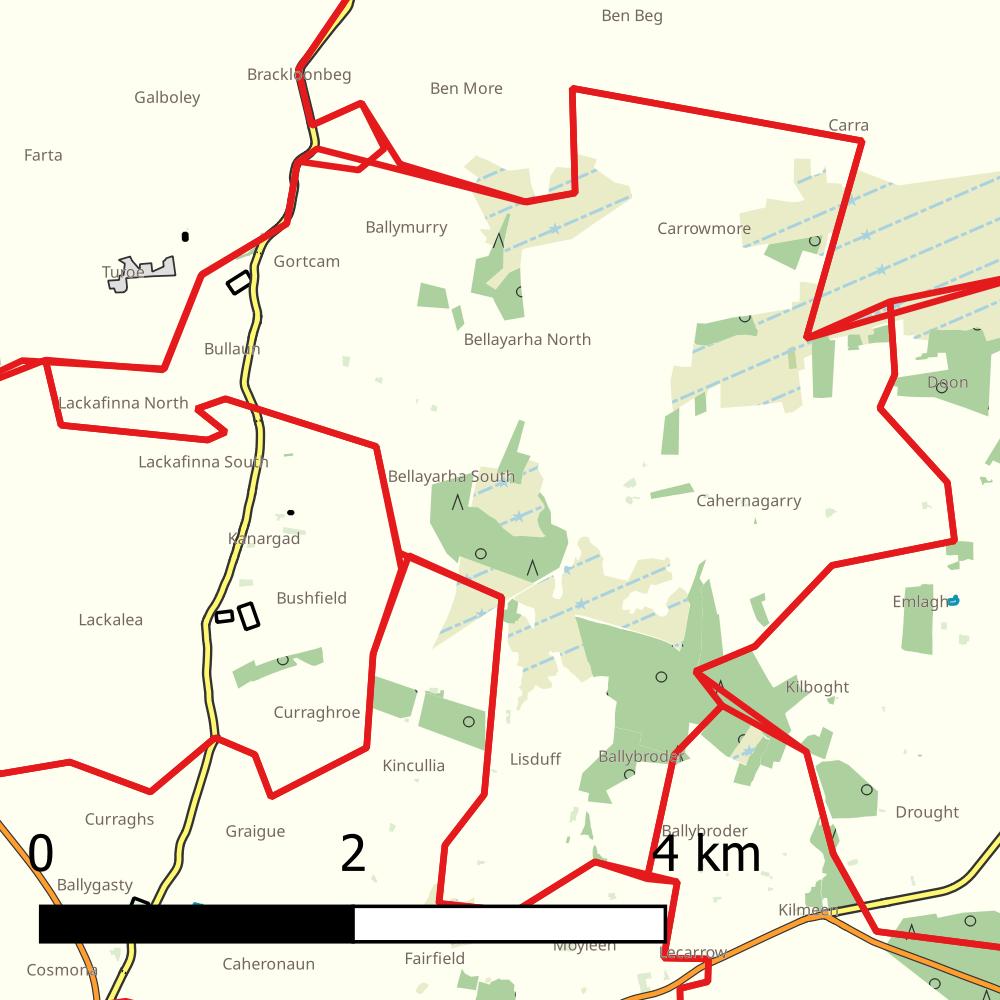 Ben Beg
Brackloonbeg
Ben More
Galboley
Carra
Farta
Ballymurry
Carrowmore
Gortcam
Turoe
Bellayarha North
Bullaun
Doon
Lackafinna North
Lackafinna South
Bellayarha South
Cahernagarry
Kanargad
Bushfield
Emlagh
Lackalea
Kilboght
Curraghroe
Ballybroder
Lisduff
Kincullia
Drought
Curraghs
Graigue
Ballybroder
0 2 4 km
Ballygasty
Kilmeen
Moyleen
Lecarrow
Fairfield
Caheronaun
Cosmona